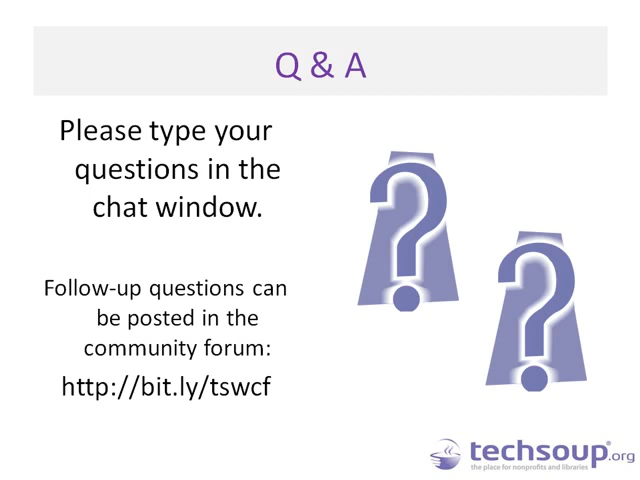 Q & A
Please type your
questions in the
chat window.
Follow-up questions can
be posted in the
community forum:
http://bit.ly/tswcf
? ?
techsoup®.org
the place for nonprofits and libraries